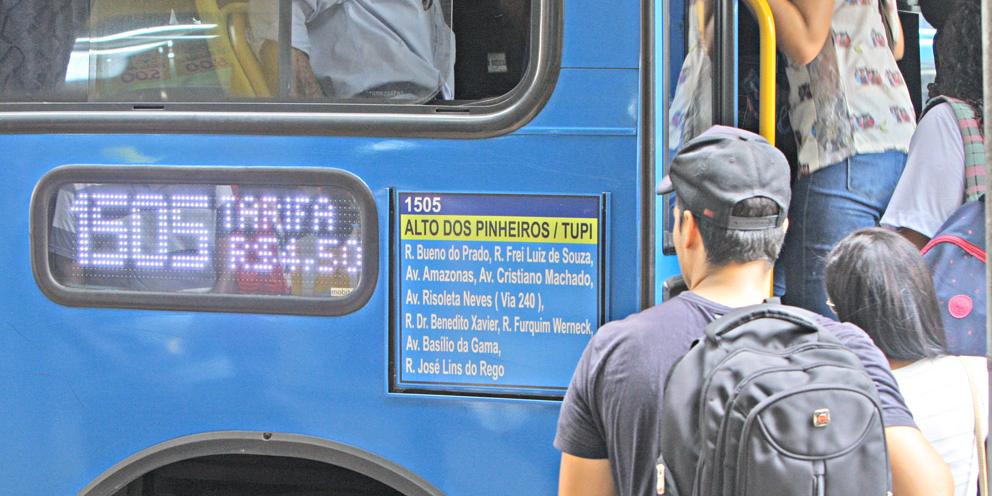 1505
TARIFA
R$4,50
1505
ALTO DOS PINHEIROS / TUPI
R. Bueno do Prado, R. Frei Luiz de Souza,
Av. Amazonas, Av. Cristiano Machado,
Av. Risoleta Neves ( Via 240 ),
R. Dr. Benedito Xavier, R. Furquim Werneck,
Av. Basilio da Gama,
R. José Lins do Rego